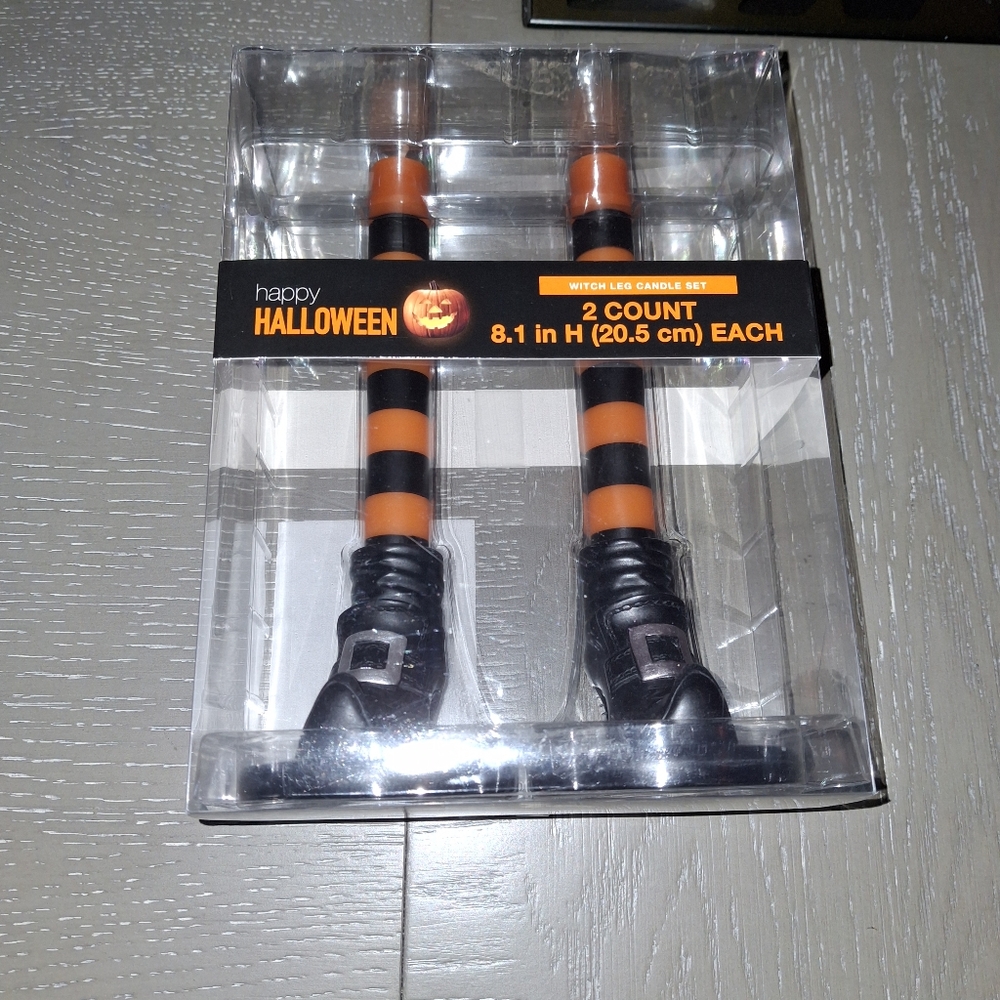 happy
HALLOWEEN
WITCH LEG CANDLE SET
2 COUNT
8.1 in H (20.5 cm) EACH